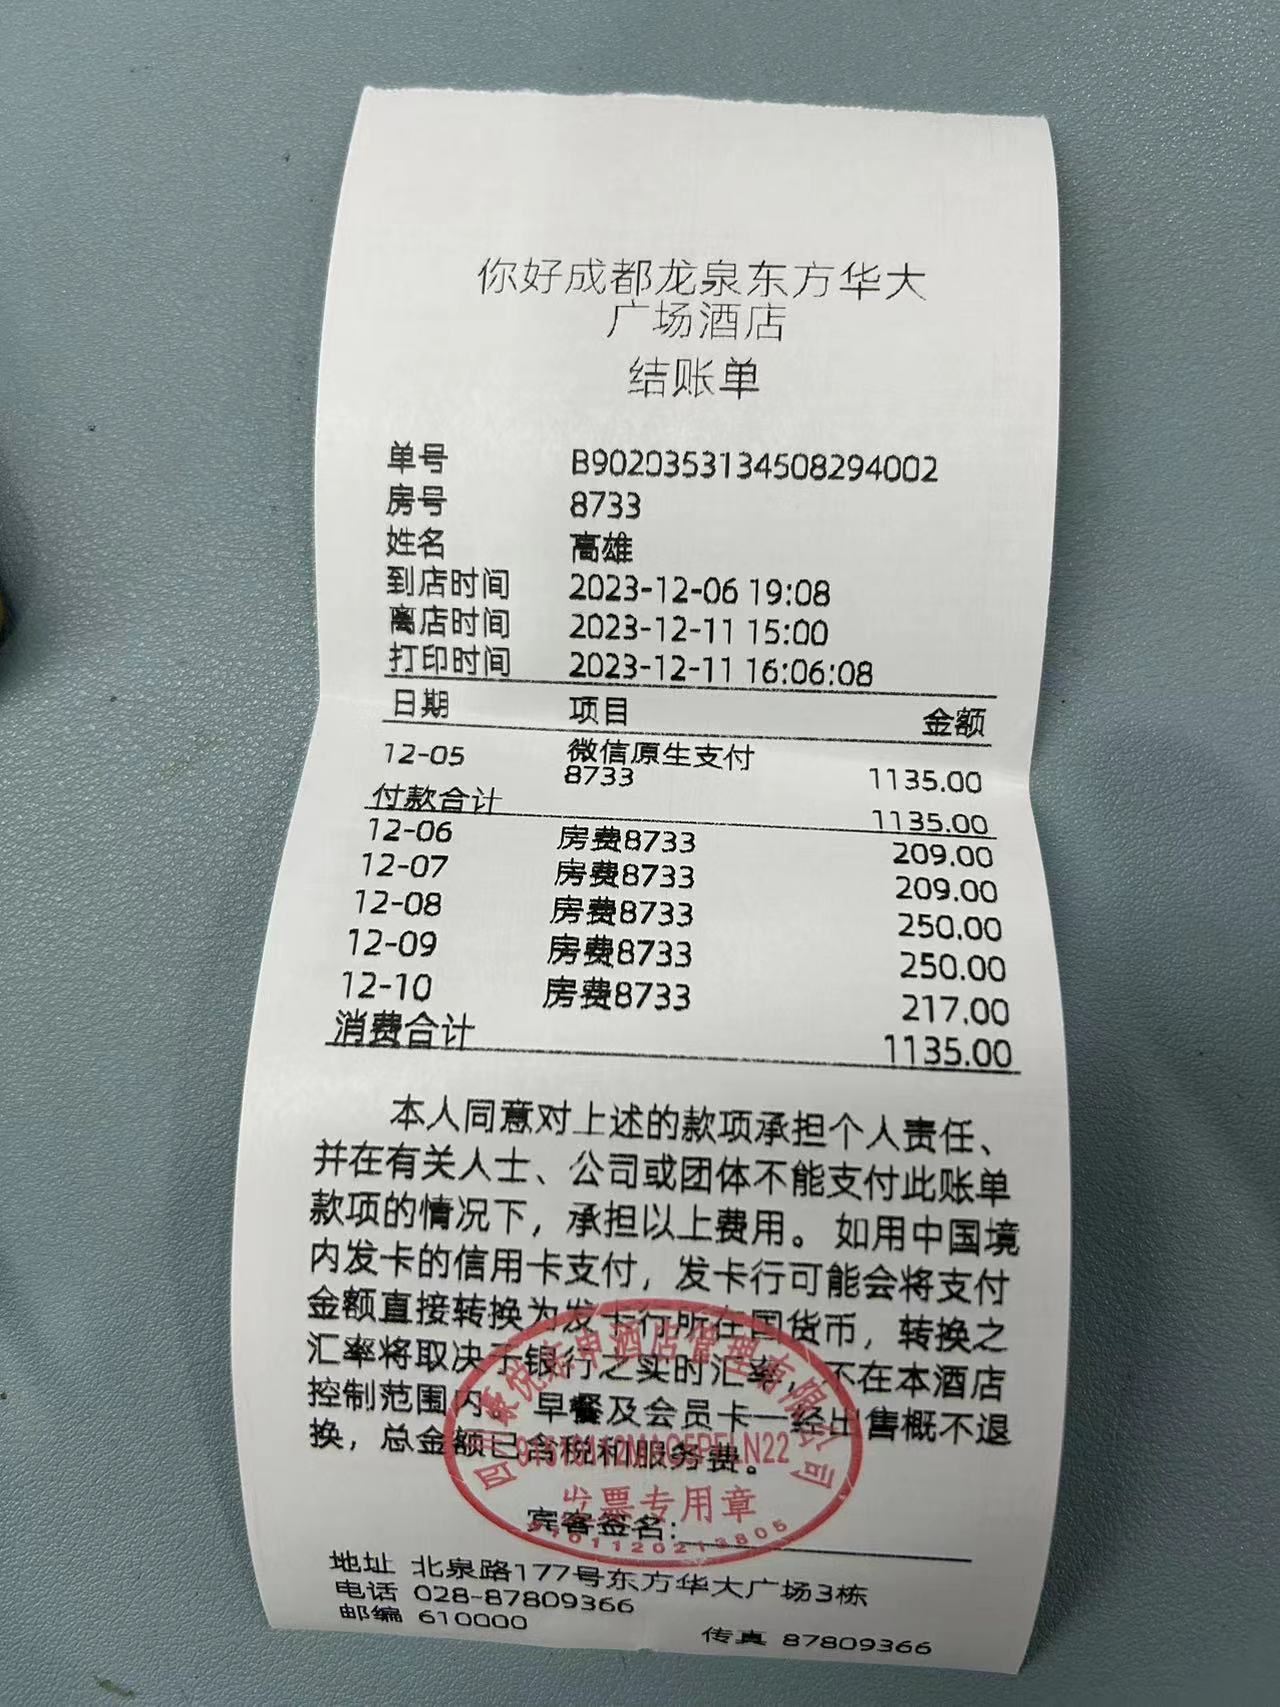 你好成都龙泉东方华大
广场酒店
结账单
单号 B9020353134508294002
房号 8733
姓名 高雄
到店时间 2023-12-06 19:08
离店时间 2023-12-11 15:00
打印时间 2023-12-11 16:06:08
日期 项目 金额
12-05 微信原生支付
8733 1135.00
付款合计 1135.00
12-06 房费8733 209.00
12-07 房费8733 209.00
12-08 房费8733 250.00
12-09 房费8733 250.00
12-10 房费8733 217.00
消费合计 1135.00
本人同意对上述的款项承担个人责任、
并在有关人士、公司或团体不能支付此账单
款项的情况下，承担以上费用。如用中国境
内发卡的信用卡支付，发卡行可能会将支付
金额直接转换为发卡行所在国货币，转换之
汇率将取决于银行之实时汇率，不在本酒店
控制范围内。早餐及会员卡一经出售概不退
换，总金额已含税和服务费。
宾客签名：
地址 北泉路177号东方华大广场3栋
电话 028-87809366
邮编 610000 传真 87809366
酒店管理有限公司
发票专用章